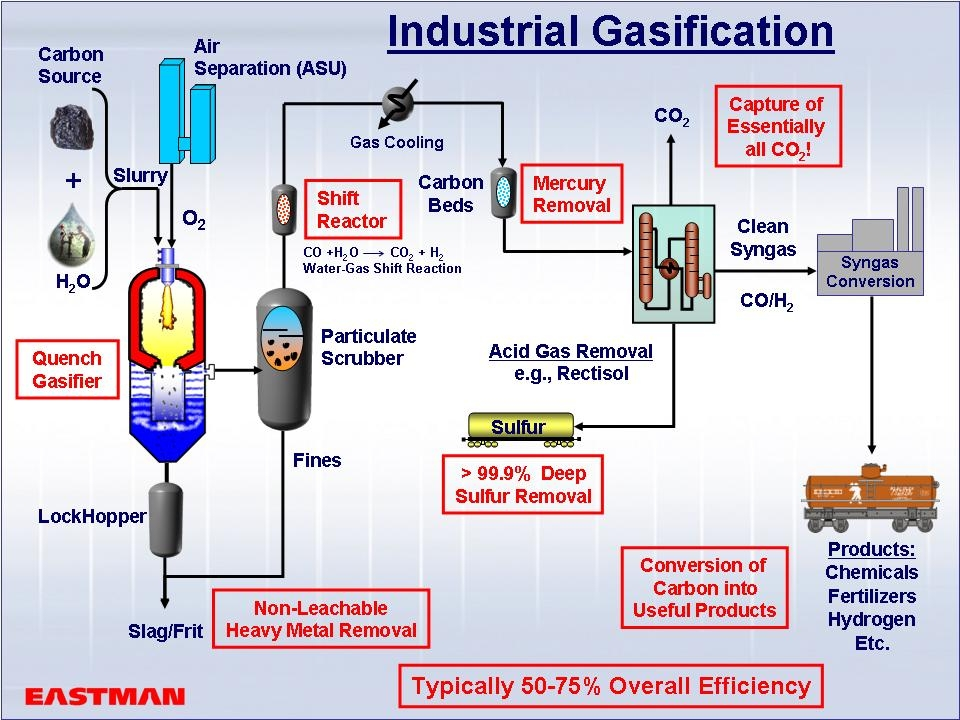 Industrial Gasification
Carbon
Source
Air
Separation (ASU)
+
Slurry
O₂
H₂O
Quench
Gasifier
LockHopper
Slag/Frit
Fines
Non-Leachable
Heavy Metal Removal
Particulate
Scrubber
Shift
Reactor
CO +H₂O → CO₂ + H₂
Water-Gas Shift Reaction
Gas Cooling
Carbon
Beds
Mercury
Removal
CO₂
Capture of
Essentially
all CO₂!
Clean
Syngas
CO/H₂
Syngas
Conversion
Acid Gas Removal
e.g., Rectisol
Sulfur
> 99.9% Deep
Sulfur Removal
Conversion of
Carbon into
Useful Products
Products:
Chemicals
Fertilizers
Hydrogen
Etc.
EASTMAN
Typically 50-75% Overall Efficiency